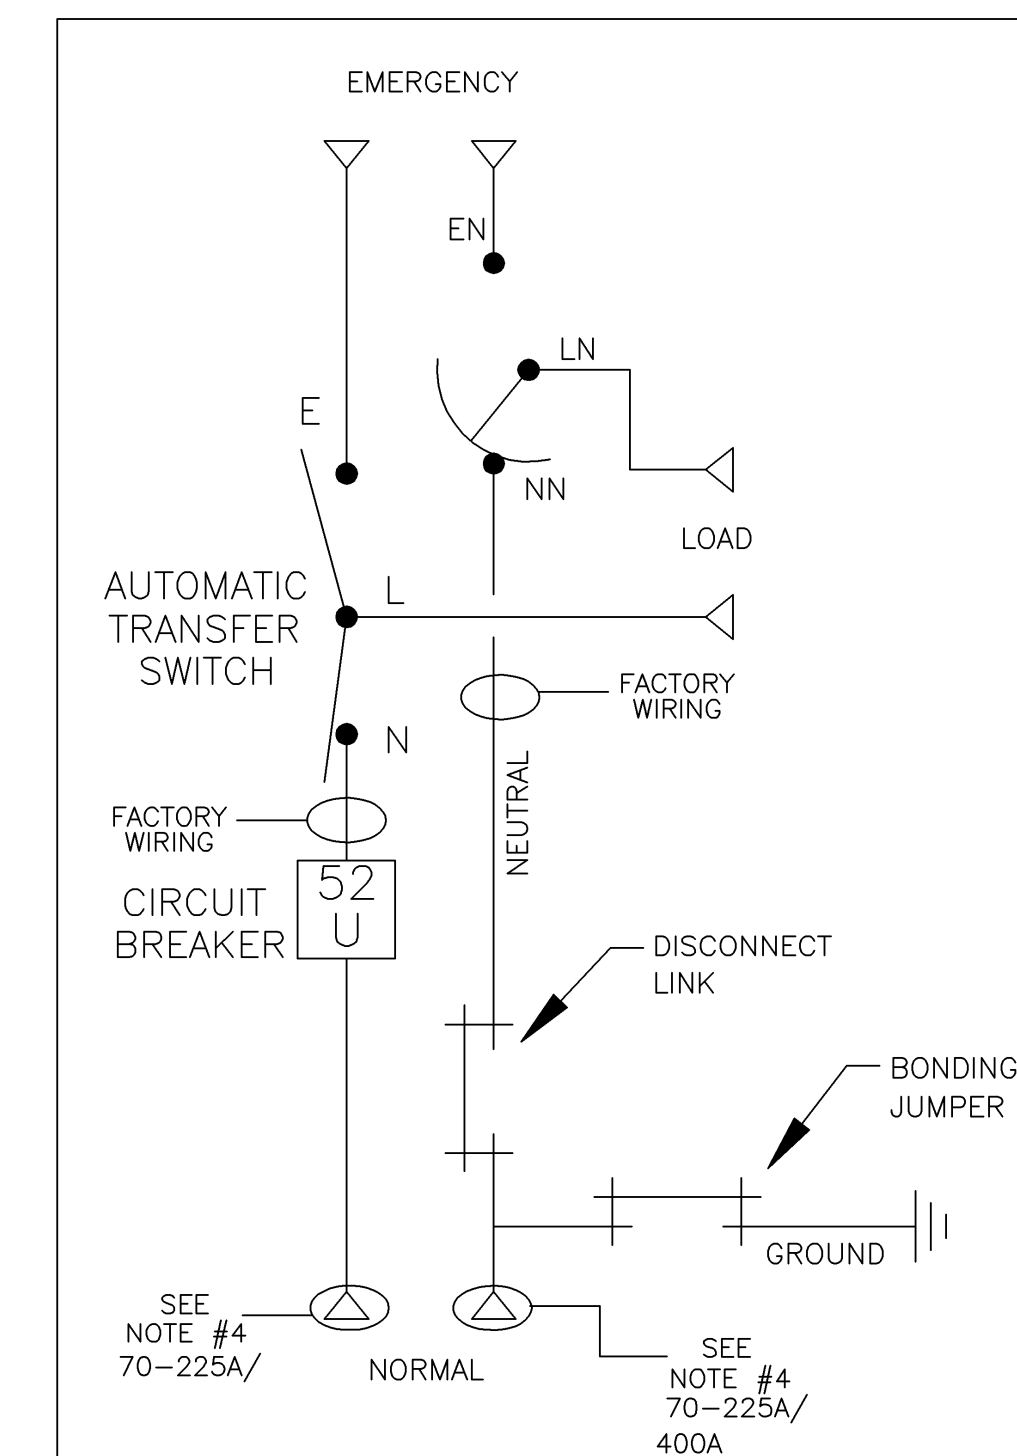 EMERGENCY
EN
LN
E
NN
LOAD
AUTOMATIC
TRANSFER
SWITCH
L
FACTORY
WIRING
N
NEUTRAL
FACTORY
WIRING
52
U
CIRCUIT
BREAKER
DISCONNECT
LINK
BONDING
JUMPER
GROUND
SEE
NOTE #4
70-225A/
NORMAL
SEE
NOTE #4
70-225A/
400A